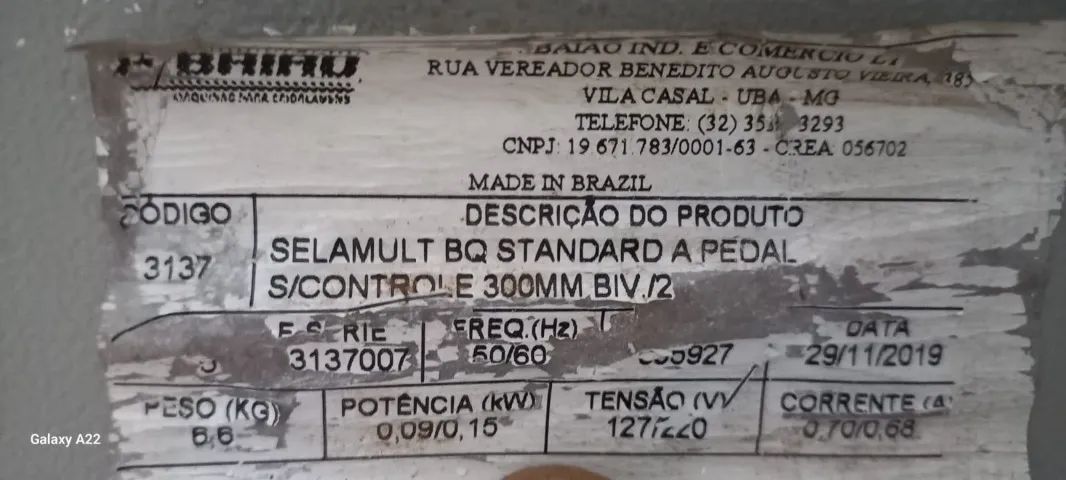 BAIAO IND. E COMERCIO
RUA VEREADOR BENEDITO AUGUSTO VIEIRA,
VILA CASAL - UBA - MG
TELEFONE: (32) 3293
CNPJ: 19 671.783/0001-63 - CREA 056702
MADE IN BRAZIL
CÓDIGO
3137
DESCRIÇÃO DO PRODUTO
SELAMULT BQ STANDARD A PEDAL
S/CONTROLE 300MM BIV./2
SERIE
3137007
FREQ.(Hz)
50/60
5927
DATA
29/11/2019
PESO (KG)
6,6
POTÊNCIA (kW)
0,09/0,15
TENSÃO (V)
127/220
CORRENTE (A)
0,70/0,68
Galaxy A22